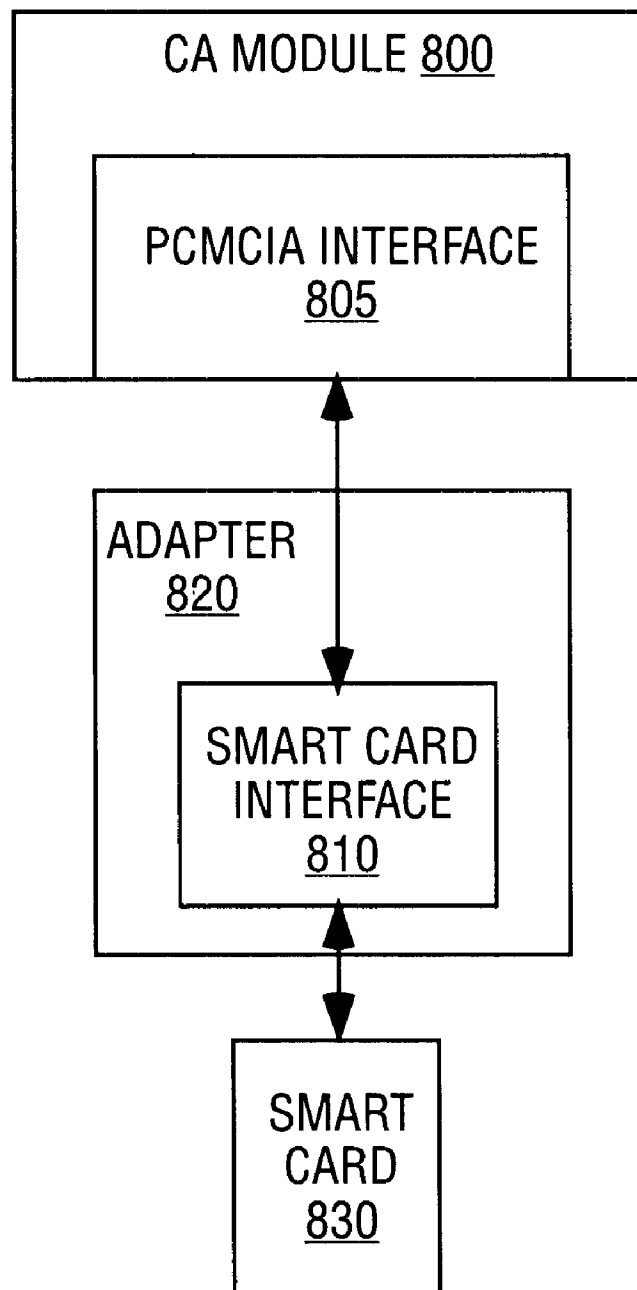 CA MODULE 800
PCMCIA INTERFACE
805
ADAPTER
820
SMART CARD
INTERFACE
810
SMART
CARD
830